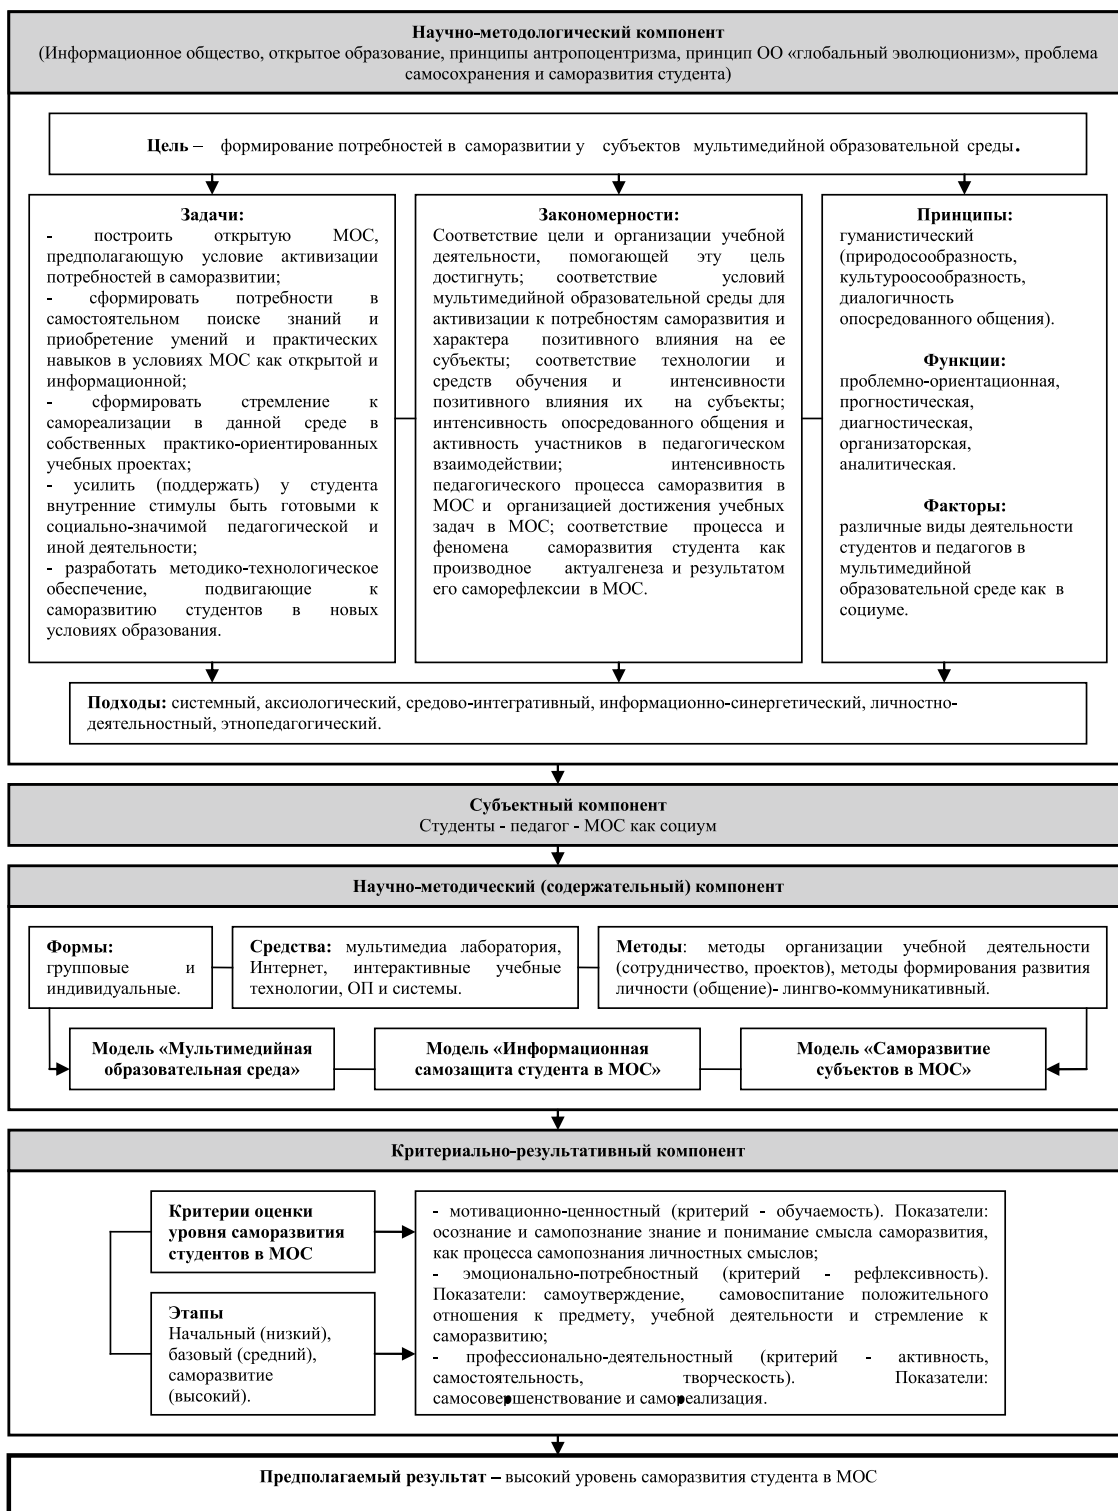 Научно-методологический компонент
(Информационное общество, открытое образование, принципы антропоцентризма, принцип ОО «глобальный эволюционизм», проблема
самосохранения и саморазвития студента)
Цель – формирование потребностей в саморазвитии у субъектов мультимедийной образовательной среды.
Задачи:
- построить открытую МОС,
предполагающую условие активизации
потребностей в саморазвитии;
- сформировать потребности в
самостоятельном поиске знаний и
приобретение умений и практических
навыков в условиях МОС как открытой и
информационной;
- сформировать стремление к
самореализации в данной среде в
собственных практико-ориентированных
учебных проектах;
- усилить (поддержать) у студента
внутренние стимулы быть готовыми к
социально-значимой педагогической и
иной деятельности;
- разработать методико-технологическое
обеспечение, подвигающие к
саморазвитию студентов в новых
условиях образования.
Закономерности:
Соответствие цели и организации учебной
деятельности, помогающей эту цель
достигнуть; соответствие условий
мультимедийной образовательной среды для
активизации к потребностям саморазвития и
характера позитивного влияния на ее
субъекты; соответствие технологии и
средств обучения и интенсивности
позитивного влияния их на субъекты;
интенсивность опосредованного общения и
активность участников в педагогическом
взаимодействии; интенсивность
педагогического процесса саморазвития в
МОС и организацией достижения учебных
задач в МОС; соответствие процесса и
феномена саморазвития студента как
производное актуалгенеза и результатом
его саморефлексии в МОС.
Принципы:
гуманистический
(природосообразность,
культуроосообразность,
диалогичность
опосредованного общения).
Функции:
проблемно-ориентационная,
прогностическая,
диагностическая,
организаторская,
аналитическая.
Факторы:
различные виды деятельности
студентов и педагогов в
мультимедийной
образовательной среде как в
социуме.
Подходы: системный, аксиологический, средово-интегративный, информационно-синергетический, личностно-
деятельностный, этнопедагогический.
Субъектный компонент
Студенты - педагог - МОС как социум
Научно-методический (содержательный) компонент
Формы:
групповые и
индивидуальные.
Средства: мультимедиа лаборатория,
Интернет, интерактивные учебные
технологии, ОП и системы.
Методы: методы организации учебной деятельности
(сотрудничество, проектов), методы формирования развития
личности (общение)- лингво-коммуникативный.
Модель «Мультимедийная
образовательная среда»
Модель «Информационная
самозащита студента в МОС»
Модель «Саморазвитие
субъектов в МОС»
Критериально-результативный компонент
Критерии оценки
уровня саморазвития
студентов в МОС
Этапы
Начальный (низкий),
базовый (средний),
саморазвитие
(высокий).
- мотивационно-ценностный (критерий - обучаемость). Показатели:
осознание и самопознание знание и понимание смысла саморазвития,
как процесса самопознания личностных смыслов;
- эмоционально-потребностный (критерий - рефлексивность).
Показатели: самоутверждение, самовоспитание положительного
отношения к предмету, учебной деятельности и стремление к
саморазвитию;
- профессионально-деятельностный (критерий - активность,
самостоятельность, творческость). Показатели:
самосовершенствование и самореализация.
Предполагаемый результат – высокий уровень саморазвития студента в МОС